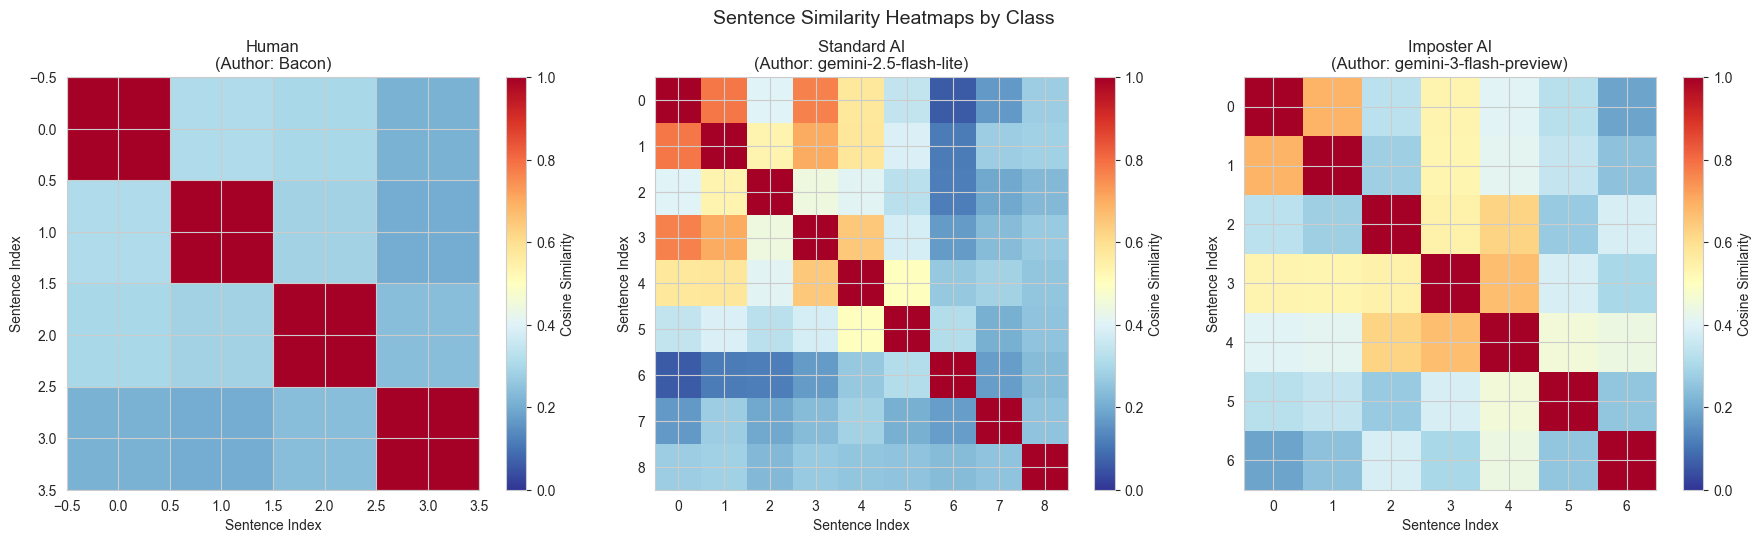 Sentence Similarity Heatmaps by Class
Human
(Author: Bacon)
−0.5
0.0
0.5
1.0
1.5
2.0
2.5
3.0
3.5
Sentence Index
−0.5 0.0 0.5 1.0 1.5 2.0 2.5 3.0 3.5
Sentence Index
1.0
0.8
0.6
0.4
0.2
0.0
Cosine Similarity
Standard AI
(Author: gemini-2.5-flash-lite)
0
1
2
3
4
5
6
7
8
Sentence Index
0 1 2 3 4 5 6 7 8
Sentence Index
1.0
0.8
0.6
0.4
0.2
0.0
Cosine Similarity
Imposter AI
(Author: gemini-3-flash-preview)
0
1
2
3
4
5
6
Sentence Index
0 1 2 3 4 5 6
Sentence Index
1.0
0.8
0.6
0.4
0.2
0.0
Cosine Similarity